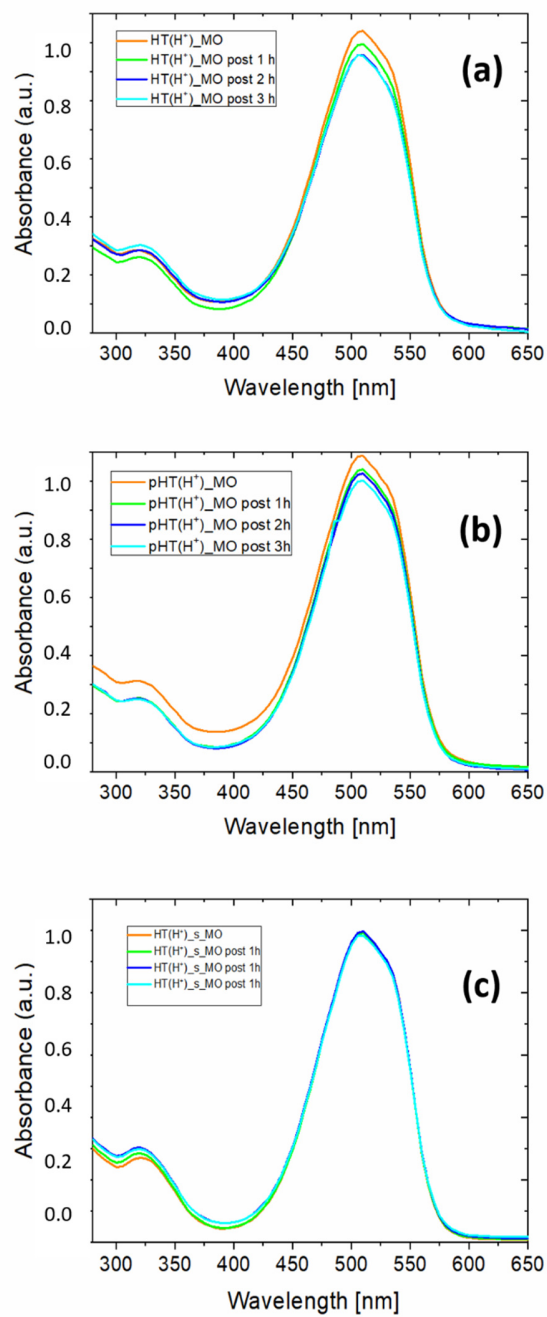 HT(H⁺)_MO
HT(H⁺)_MO post 1 h
HT(H⁺)_MO post 2 h
HT(H⁺)_MO post 3 h
(a)
Absorbance (a.u.)
1.0
0.8
0.6
0.4
0.2
0.0
300 350 400 450 500 550 600 650
Wavelength [nm]
pHT(H⁺)_MO
pHT(H⁺)_MO post 1h
pHT(H⁺)_MO post 2h
pHT(H⁺)_MO post 3h
(b)
Absorbance (a.u.)
1.0
0.8
0.6
0.4
0.2
0.0
300 350 400 450 500 550 600 650
Wavelength [nm]
HT(H⁺)_s_MO
HT(H⁺)_s_MO post 1h
HT(H⁺)_s_MO post 1h
HT(H⁺)_s_MO post 1h
(c)
Absorbance (a.u.)
1.0
0.8
0.6
0.4
0.2
0.0
300 350 400 450 500 550 600 650
Wavelength [nm]